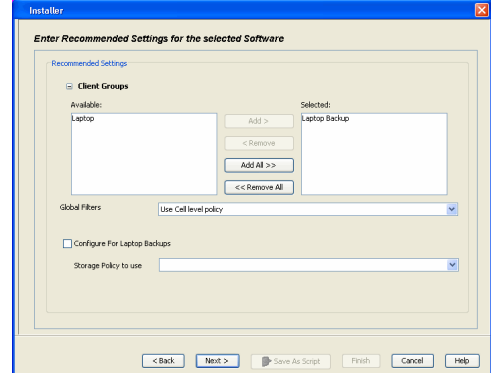 Installer
Enter Recommended Settings for the selected Software
Recommended Settings
Client Groups
Available:
Selected:
Laptop
Laptop Backup
Add >
< Remove
Add All >>
<< Remove All
Global Filters
Use Cell level policy
Configure For Laptop Backups
Storage Policy to use
< Back
Next >
Save As Script
Finish
Cancel
Help